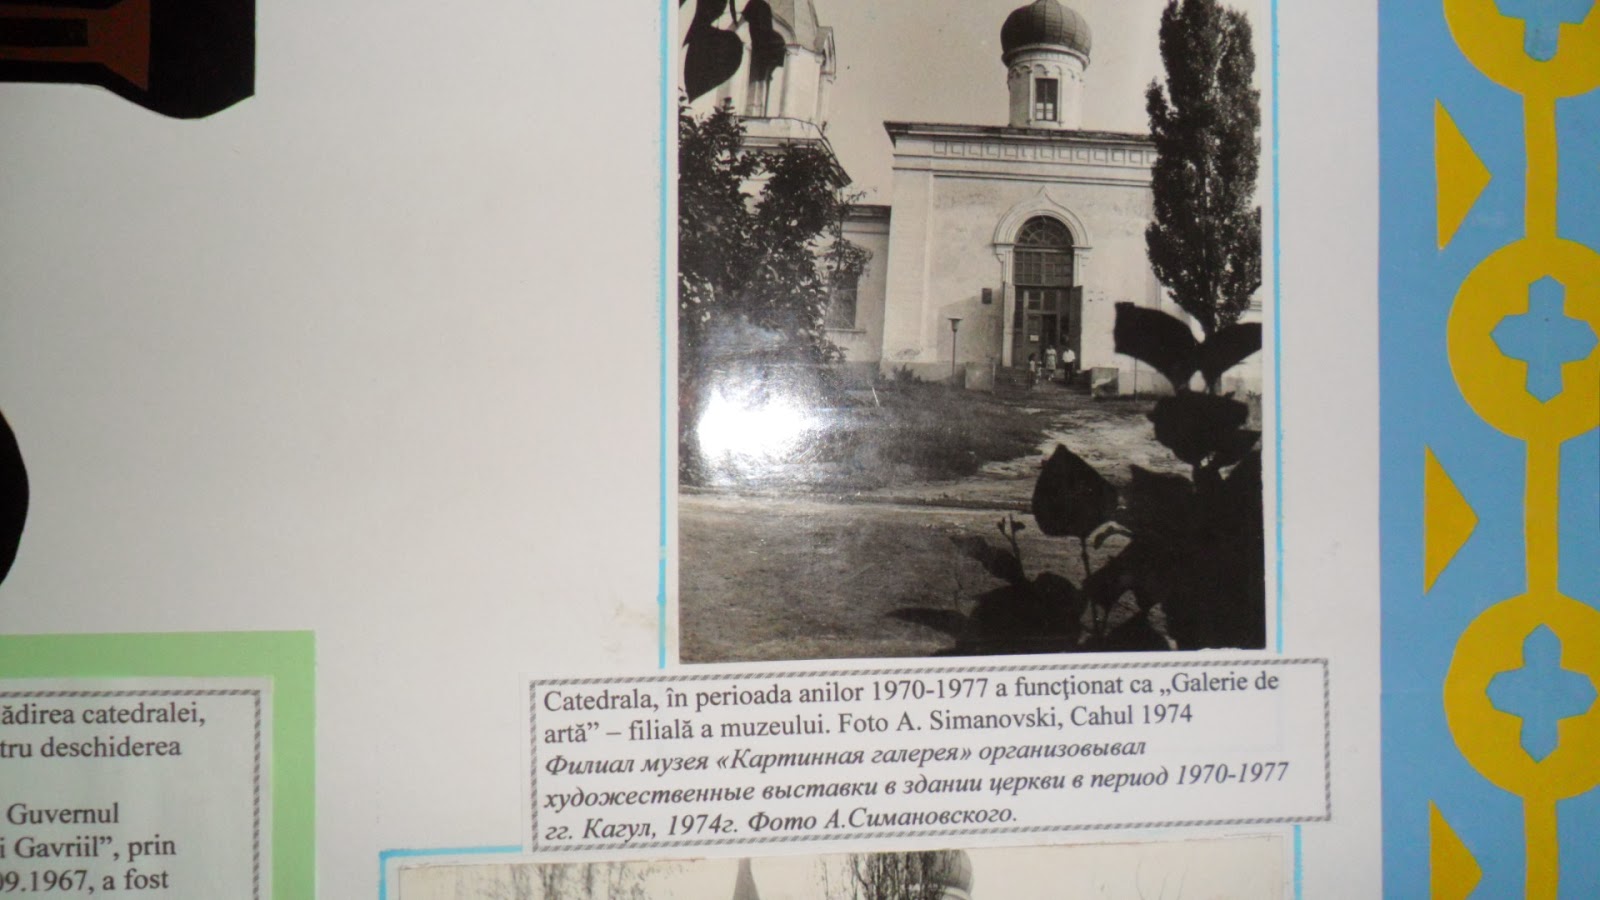 Catedrala, în perioada anilor 1970-1977 a funcţionat ca „Galerie de
artă” – filială a muzeului. Foto A. Simanovski, Cahul 1974
Филиал музея «Картинная галерея» организовывал
художественные выставки в здании церкви в период 1970-1977
гг. Кагул, 1974г. Фото А.Симановского.
ădirea catedralei,
tru deschiderea
Guvernul
i Gavriil”, prin
09.1967, a fost